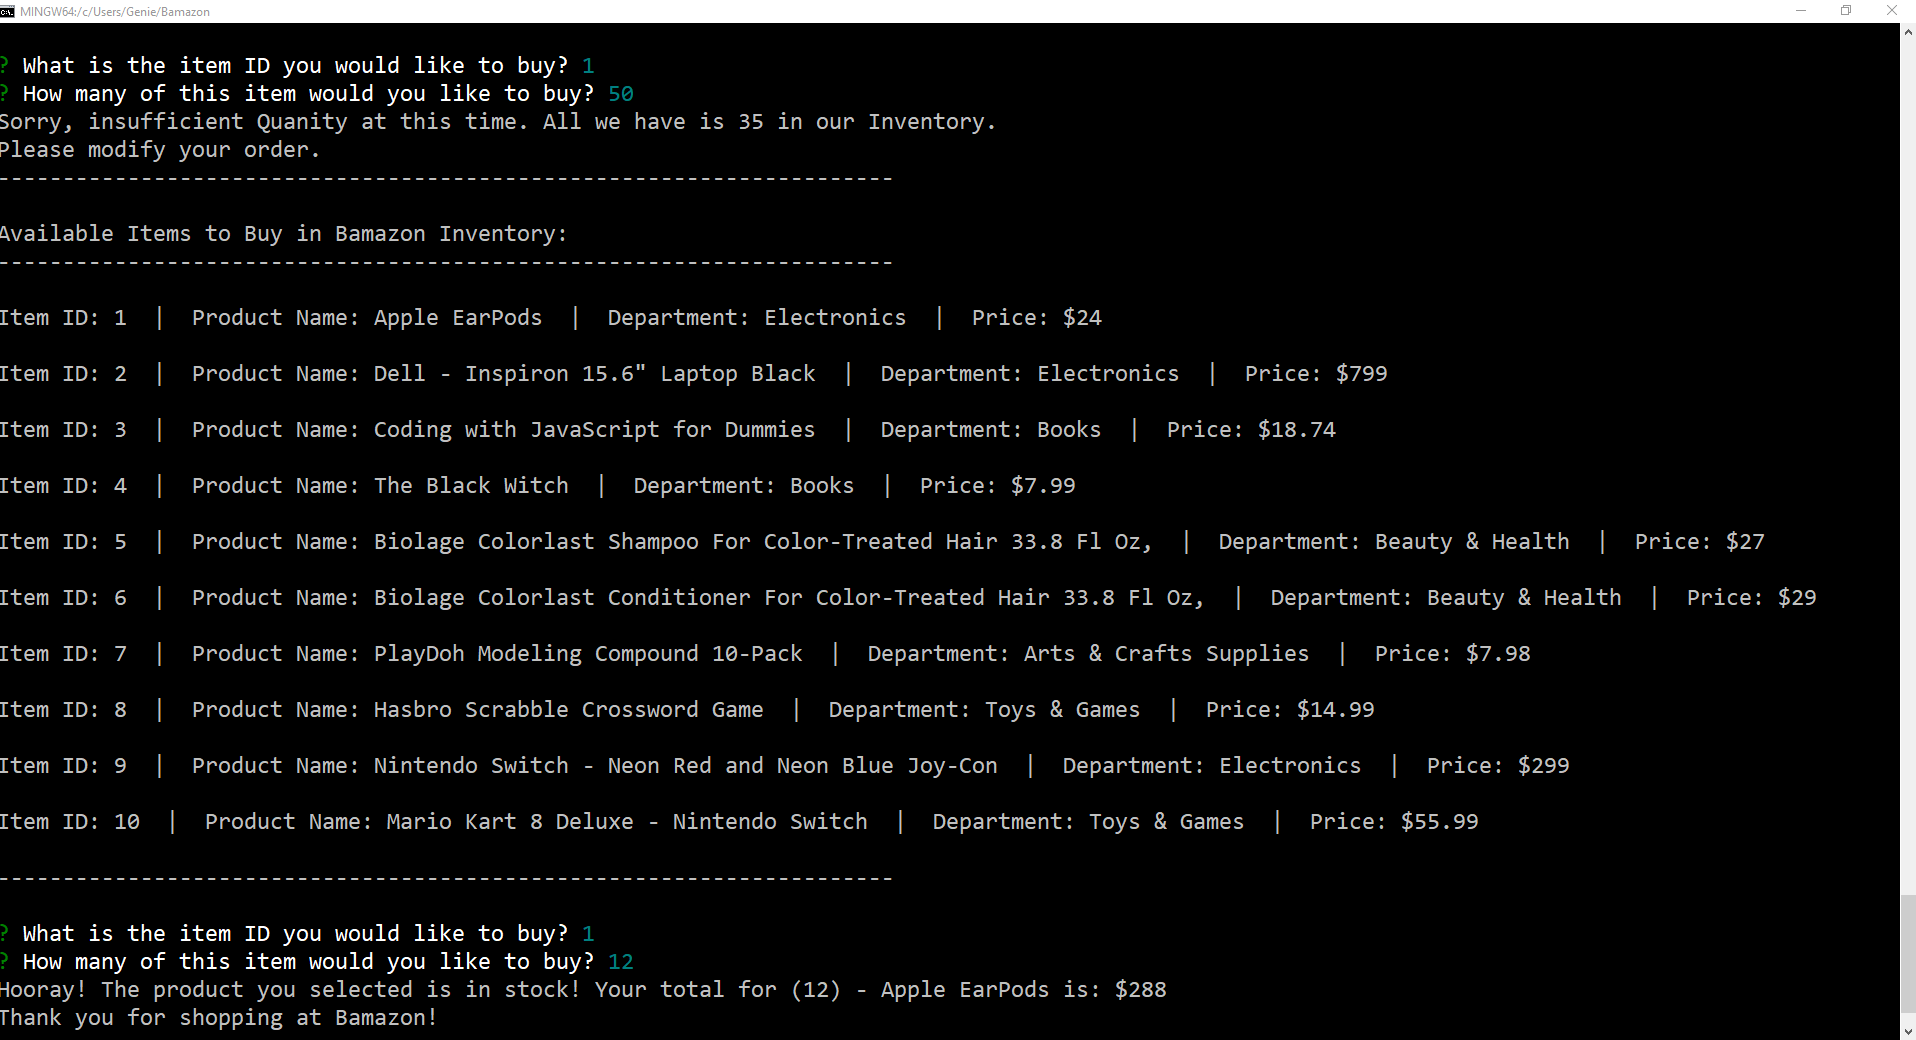 MINGW64:/c/Users/Genie/Bamazon
? What is the item ID you would like to buy? 1
? How many of this item would you like to buy? 50
Sorry, insufficient Quanity at this time. All we have is 35 in our Inventory.
Please modify your order.
---------------------------------------------------------------------
Available Items to Buy in Bamazon Inventory:
---------------------------------------------------------------------
Item ID: 1  |  Product Name: Apple EarPods  |  Department: Electronics  |  Price: $24
Item ID: 2  |  Product Name: Dell - Inspiron 15.6" Laptop Black  |  Department: Electronics  |  Price: $799
Item ID: 3  |  Product Name: Coding with JavaScript for Dummies  |  Department: Books  |  Price: $18.74
Item ID: 4  |  Product Name: The Black Witch  |  Department: Books  |  Price: $7.99
Item ID: 5  |  Product Name: Biolage Colorlast Shampoo For Color-Treated Hair 33.8 Fl Oz,  |  Department: Beauty & Health  |  Price: $27
Item ID: 6  |  Product Name: Biolage Colorlast Conditioner For Color-Treated Hair 33.8 Fl Oz,  |  Department: Beauty & Health  |  Price: $29
Item ID: 7  |  Product Name: PlayDoh Modeling Compound 10-Pack  |  Department: Arts & Crafts Supplies  |  Price: $7.98
Item ID: 8  |  Product Name: Hasbro Scrabble Crossword Game  |  Department: Toys & Games  |  Price: $14.99
Item ID: 9  |  Product Name: Nintendo Switch - Neon Red and Neon Blue Joy-Con  |  Department: Electronics  |  Price: $299
Item ID: 10  |  Product Name: Mario Kart 8 Deluxe - Nintendo Switch  |  Department: Toys & Games  |  Price: $55.99
---------------------------------------------------------------------
? What is the item ID you would like to buy? 1
? How many of this item would you like to buy? 12
Hooray! The product you selected is in stock! Your total for (12) - Apple EarPods is: $288
Thank you for shopping at Bamazon!